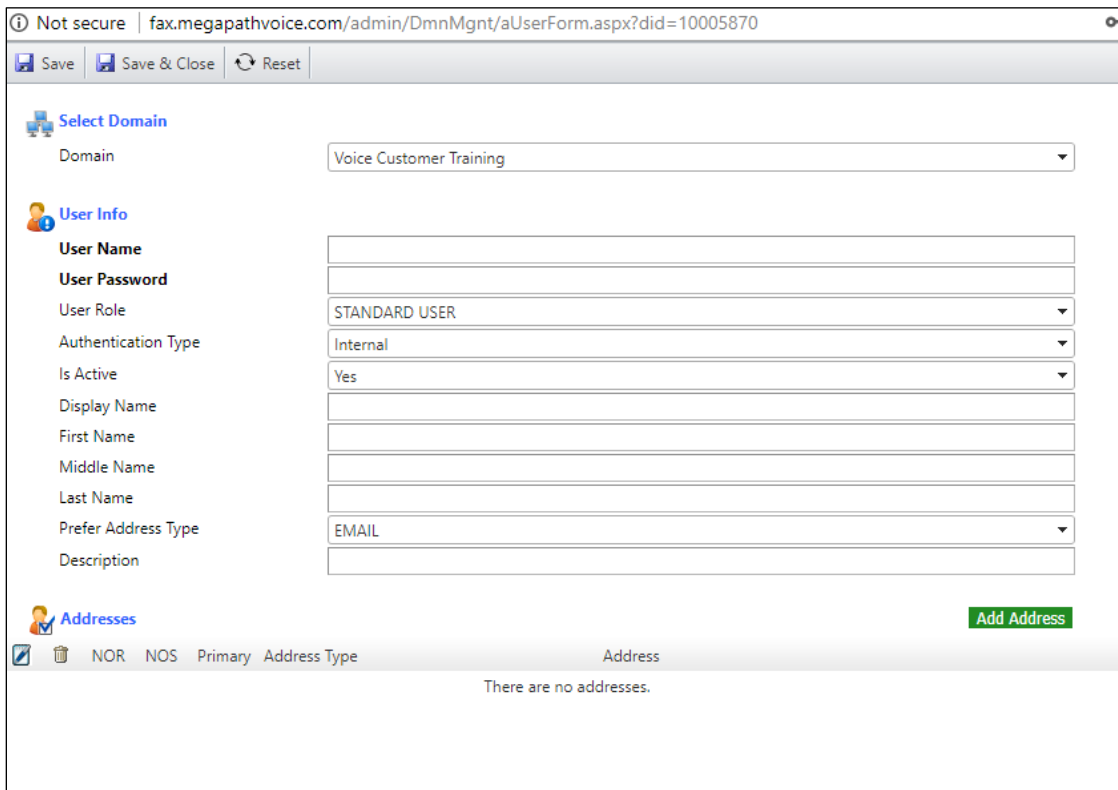 Not secure | fax.megapathvoice.com/admin/DmnMgnt/aUserForm.aspx?did=10005870
Save Save & Close Reset
Select Domain
Domain Voice Customer Training
User Info
User Name
User Password
User Role STANDARD USER
Authentication Type Internal
Is Active Yes
Display Name
First Name
Middle Name
Last Name
Prefer Address Type EMAIL
Description
Addresses Add Address
NOR NOS Primary Address Type Address
There are no addresses.